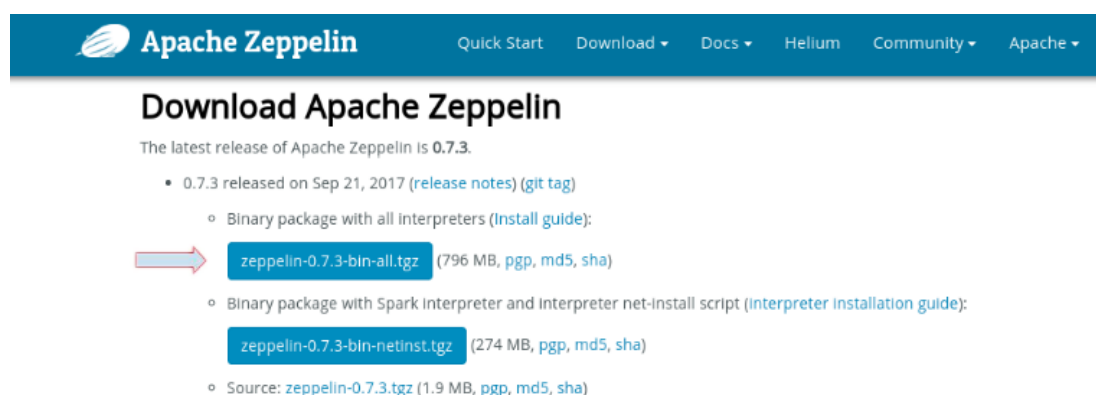 Apache Zeppelin Quick Start Download Docs Helium Community Apache
Download Apache Zeppelin
The latest release of Apache Zeppelin is 0.7.3.
0.7.3 released on Sep 21, 2017 (release notes) (git tag)
Binary package with all interpreters (Install guide):
zeppelin-0.7.3-bin-all.tgz (796 MB, pgp, md5, sha)
Binary package with Spark interpreter and interpreter net-install script (interpreter installation guide):
zeppelin-0.7.3-bin-netinst.tgz (274 MB, pgp, md5, sha)
Source: zeppelin-0.7.3.tgz (1.9 MB, pgp, md5, sha)